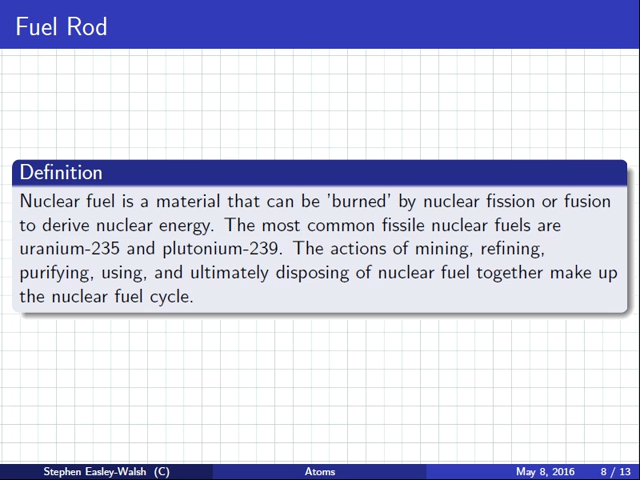 Fuel Rod
Definition
Nuclear fuel is a material that can be 'burned' by nuclear fission or fusion
to derive nuclear energy. The most common fissile nuclear fuels are
uranium-235 and plutonium-239. The actions of mining, refining,
purifying, using, and ultimately disposing of nuclear fuel together make up
the nuclear fuel cycle.
Stephen Easley-Walsh (C) Atoms May 8, 2016 8 / 13